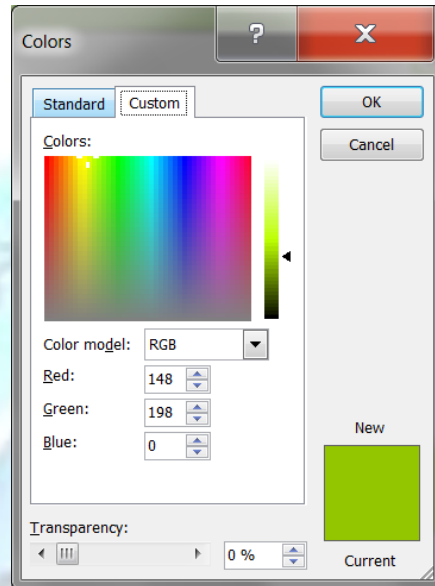 Colors
Standard Custom
OK
Cancel
Colors:
Color model: RGB
Red: 148
Green: 198
Blue: 0
New
Current
Transparency:
0 %